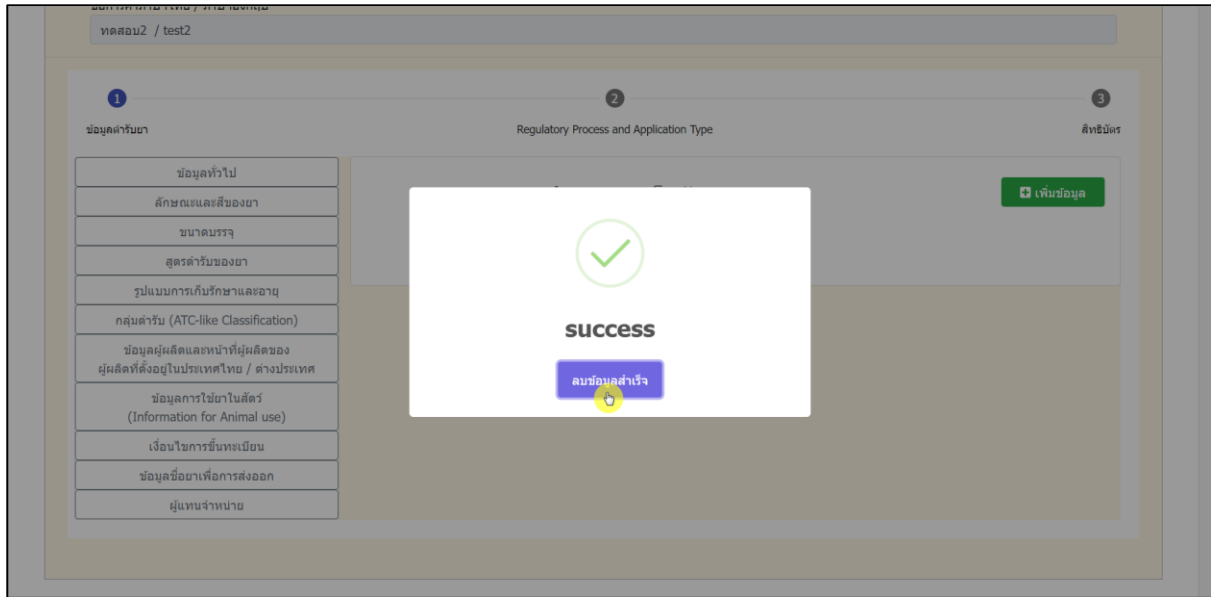 ทดสอบ2 / test2
1
2
3
ข้อมูลตำรับยา
Regulatory Process and Application Type
สิทธิบัตร
ข้อมูลทั่วไป
ลักษณะและสีของยา
ขนาดบรรจุ
สูตรตำรับของยา
รูปแบบการเก็บรักษาและอายุ
กลุ่มตำรับ (ATC-like Classification)
ข้อมูลผู้ผลิตและหน้าที่ผู้ผลิตของ
ผู้ผลิตที่ตั้งอยู่ในประเทศไทย / ต่างประเทศ
ข้อมูลการใช้ยาในสัตว์
(Information for Animal use)
เงื่อนไขการขึ้นทะเบียน
ข้อมูลชื่อยาเพื่อการส่งออก
ผู้แทนจำหน่าย
เพิ่มข้อมูล
success
ลบข้อมูลสำเร็จ